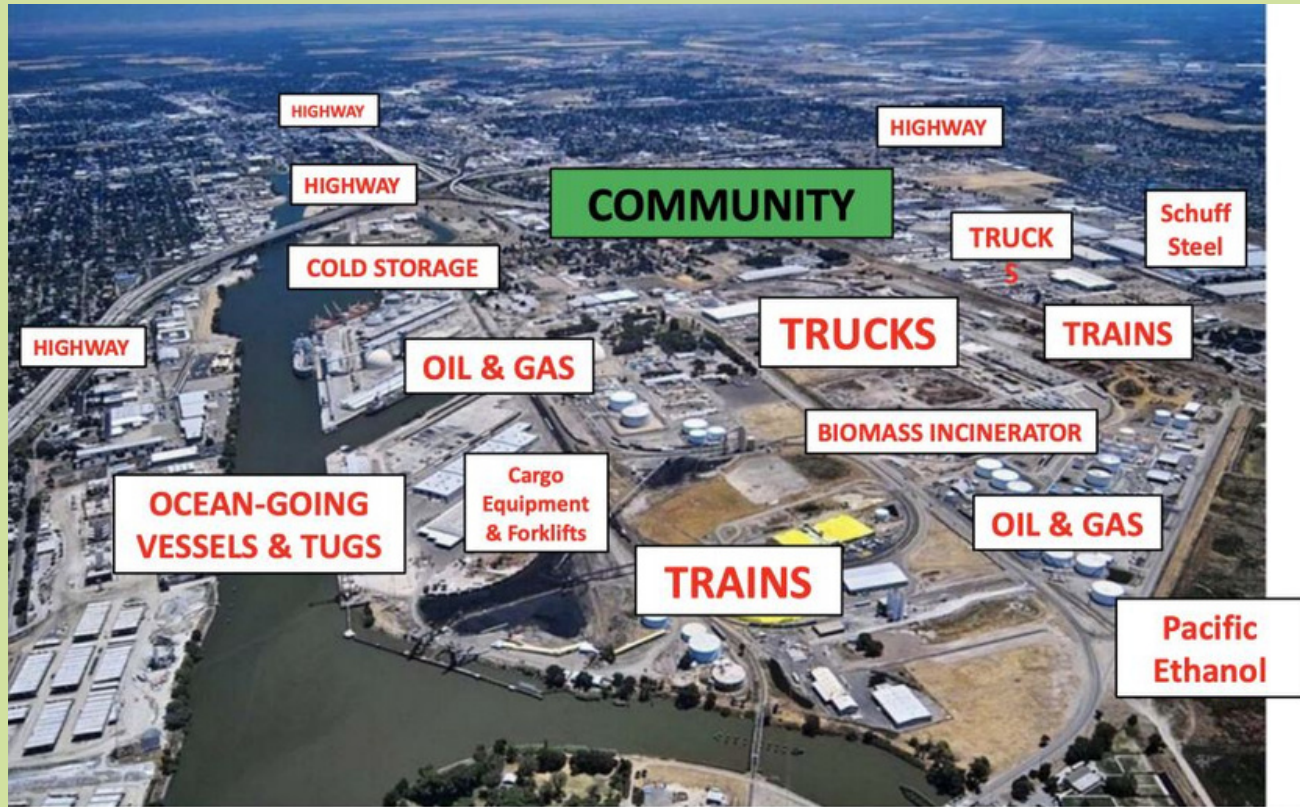 HIGHWAY
HIGHWAY
HIGHWAY
COMMUNITY
Schuff
Steel
TRUCK
S
COLD STORAGE
TRUCKS
TRAINS
HIGHWAY
OIL & GAS
BIOMASS INCINERATOR
Cargo
Equipment
& Forklifts
OCEAN-GOING
VESSELS & TUGS
OIL & GAS
TRAINS
Pacific
Ethanol